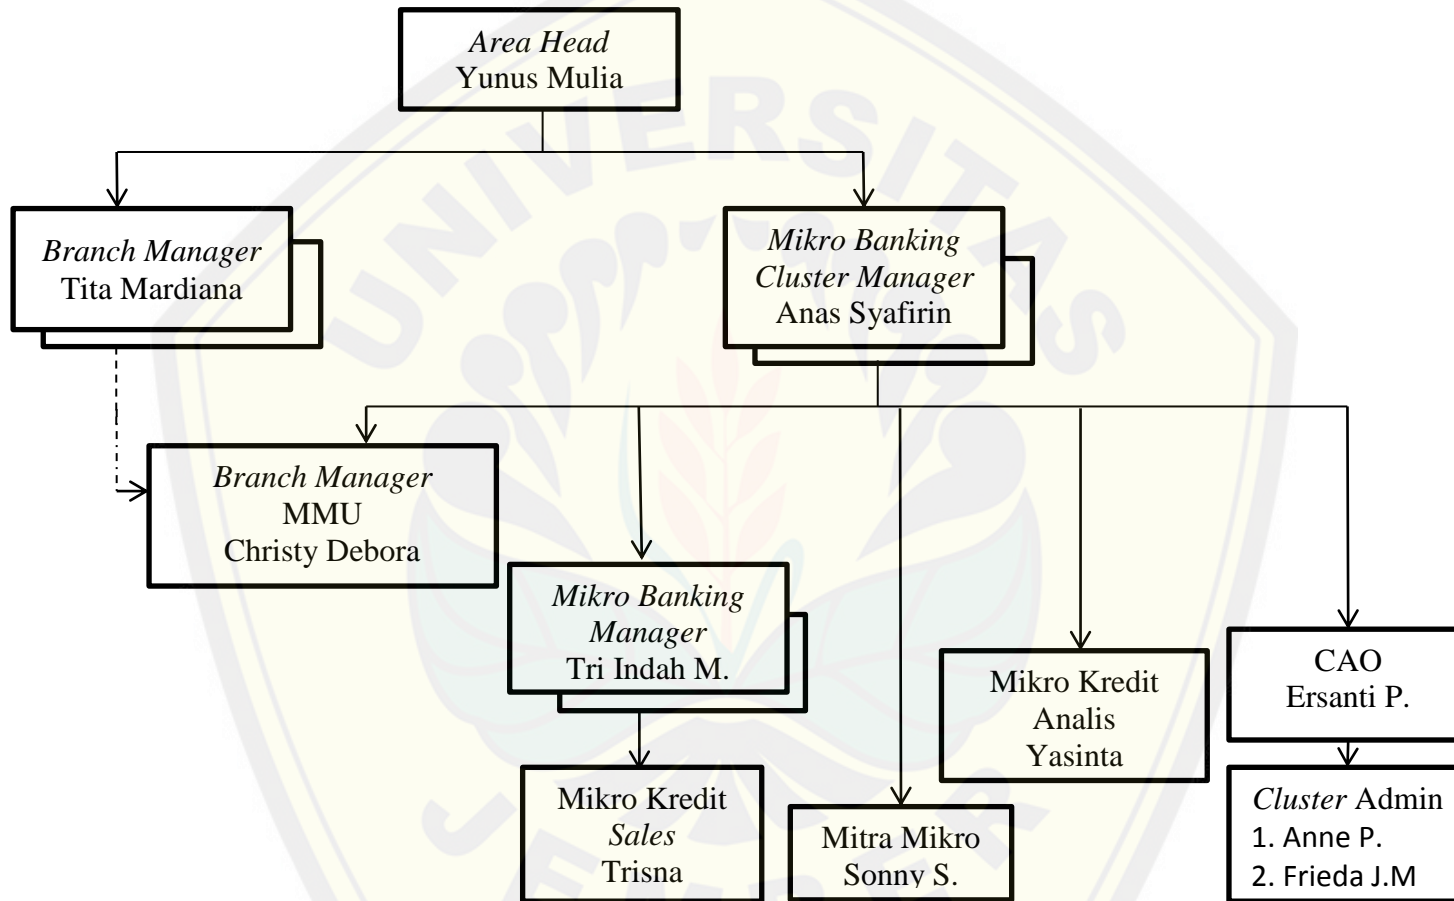 Area Head
Yunus Mulia
Branch Manager
Tita Mardiana
Mikro Banking
Cluster Manager
Anas Syafirin
Branch Manager
MMU
Christy Debora
Mikro Banking
Manager
Tri Indah M.
Mikro Kredit
Sales
Trisna
Mitra Mikro
Sonny S.
Mikro Kredit
Analis
Yasinta
CAO
Ersanti P.
Cluster Admin
1. Anne P.
2. Frieda J.M
UNIVERSITAS
JEMBER